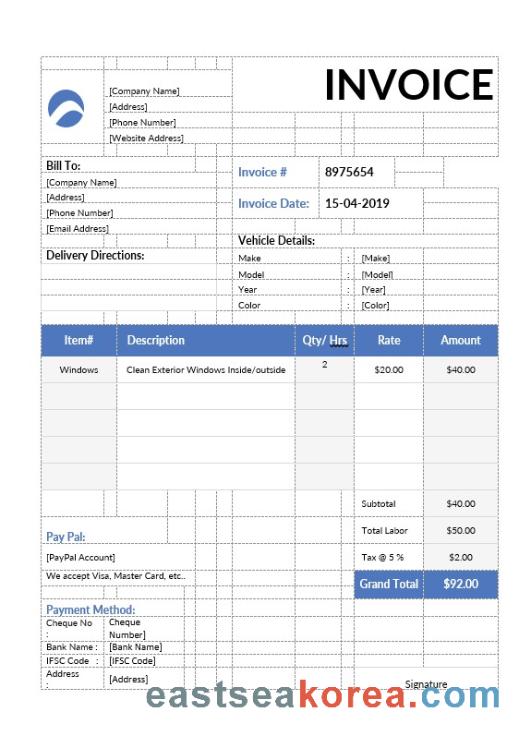 INVOICE
[Company Name]
[Address]
[Phone Number]
[Website Address]
Bill To:
[Company Name]
[Address]
[Phone Number]
[Email Address]
Invoice # 8975654
Invoice Date: 15-04-2019
Delivery Directions:
Vehicle Details:
Make : [Make]
Model : [Model]
Year : [Year]
Color : [Color]
Item# Description Qty/ Hrs Rate Amount
Windows Clean Exterior Windows Inside/outside 2 $20.00 $40.00
Subtotal $40.00
Total Labor $50.00
Tax @ 5 % $2.00
Grand Total $92.00
Pay Pal:
[PayPal Account]
We accept Visa, Master Card, etc..
Payment Method:
Cheque No : Cheque Number]
Bank Name : [Bank Name]
IFSC Code : [IFSC Code]
Address : [Address]
Signature
eastseakorea.com